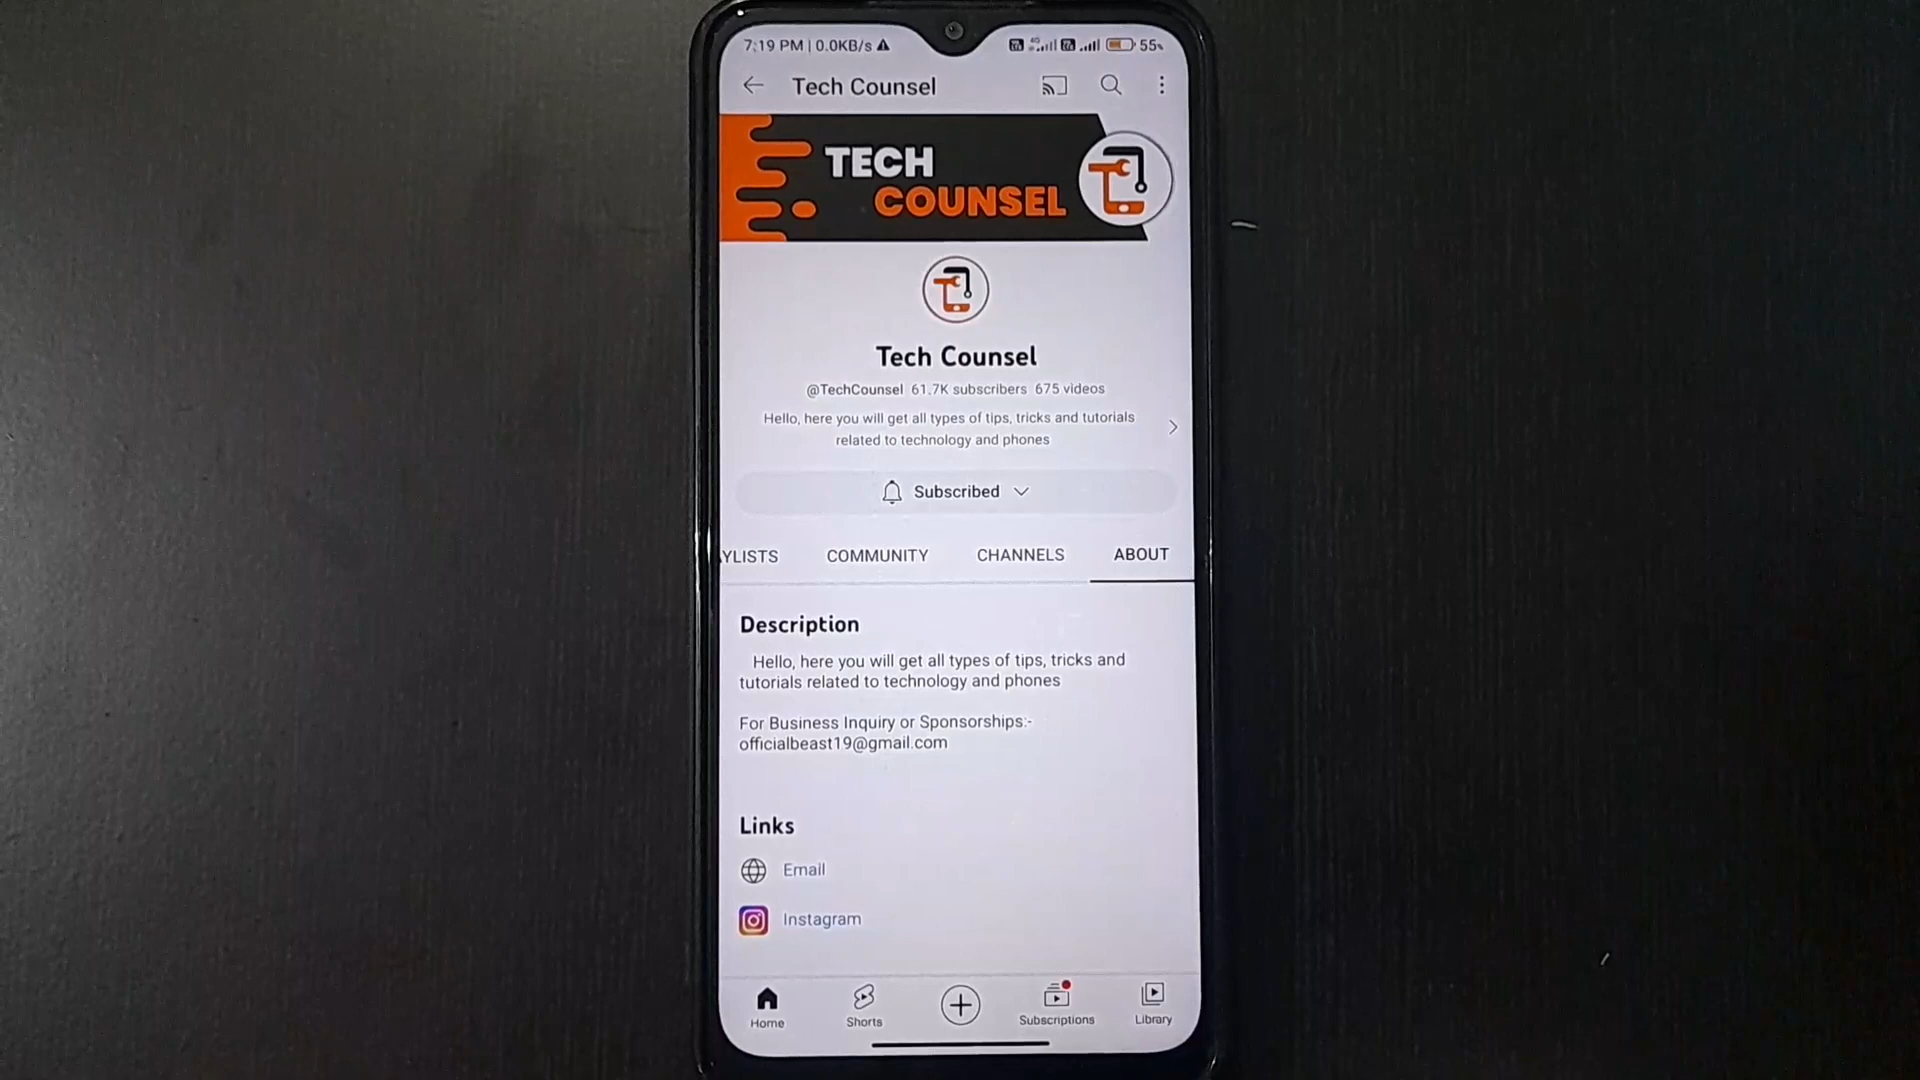 7:19 PM | 0.0KB/s
4G
55%
Tech Counsel
TECH
COUNSEL
Tech Counsel
@TechCounsel 61.7K subscribers 675 videos
Hello, here you will get all types of tips, tricks and tutorials
related to technology and phones
Subscribed
YLISTS COMMUNITY CHANNELS ABOUT
Description
Hello, here you will get all types of tips, tricks and
tutorials related to technology and phones
For Business Inquiry or Sponsorships:-
officialbeast19@gmail.com
Links
Email
Instagram
Home Shorts Subscriptions Library